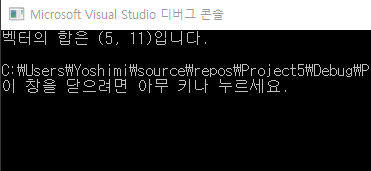 Microsoft Visual Studio 디버그 콘솔
벡터의 합은 (5, 11)입니다.
C:₩Users₩Yoshimi₩source₩repos₩Project5₩Debug₩P
이 창을 닫으려면 아무 키나 누르세요.